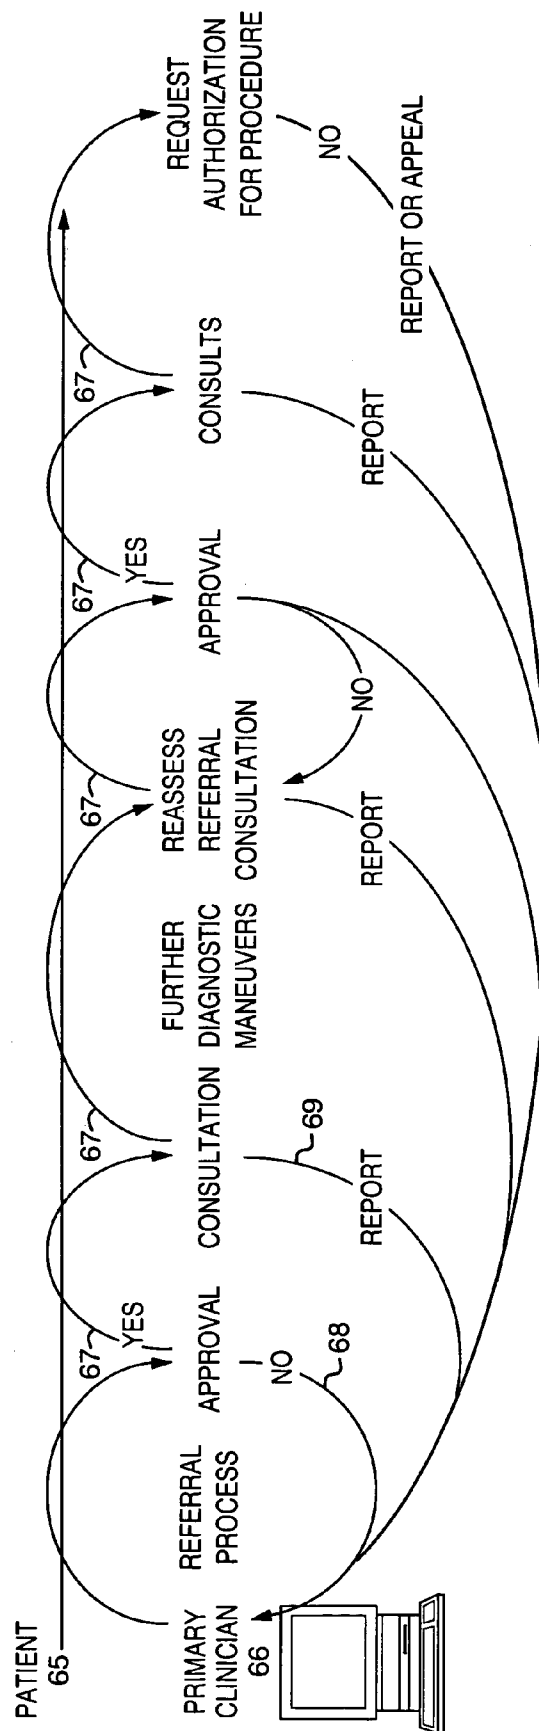 PATIENT
65
PRIMARY
CLINICIAN
66
REFERRAL
PROCESS
67
YES
APPROVAL
NO
68
67
CONSULTATION
69
REPORT
FURTHER
DIAGNOSTIC
MANEUVERS
67
REASSESS
REFERRAL
CONSULTATION
REPORT
NO
67
YES
APPROVAL
67
CONSULTS
REPORT
REQUEST
AUTHORIZATION
FOR PROCEDURE
NO
REPORT OR APPEAL